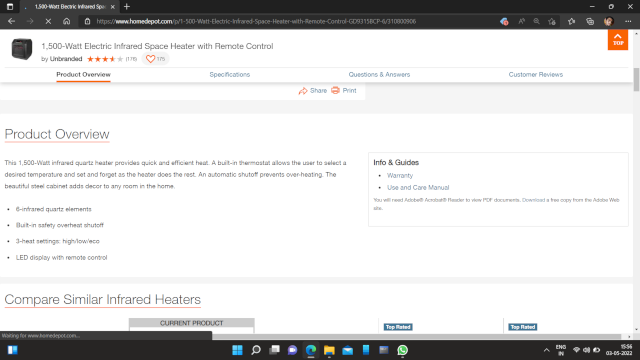 1,500-Watt Electric Infrared Spac
https://www.homedepot.com/p/1-500-Watt-Electric-Infrared-Space-Heater-with-Remote-Control-GD9315BCP-6/310800906
1,500-Watt Electric Infrared Space Heater with Remote Control
by Unbranded (178) 175
TOP
Product Overview Specifications Questions & Answers Customer Reviews
Share Print
Product Overview
This 1,500-Watt infrared quartz heater provides quick and efficient heat. A built-in thermostat allows the user to select a
desired temperature and set and forget as the heater does the rest. An automatic shutoff prevents over-heating. The
beautiful steel cabinet adds decor to any room in the home.
• 6-infrared quartz elements
• Built-in safety overheat shutoff
• 3-heat settings: high/low/eco
• LED display with remote control
Info & Guides
• Warranty
• Use and Care Manual
You will need Adobe® Acrobat® Reader to view PDF documents. Download a free copy from the Adobe Web
site.
Compare Similar Infrared Heaters
CURRENT PRODUCT
Top Rated Top Rated
Waiting for www.homedepot.com...
ENG
IN
15:56
03-05-2022